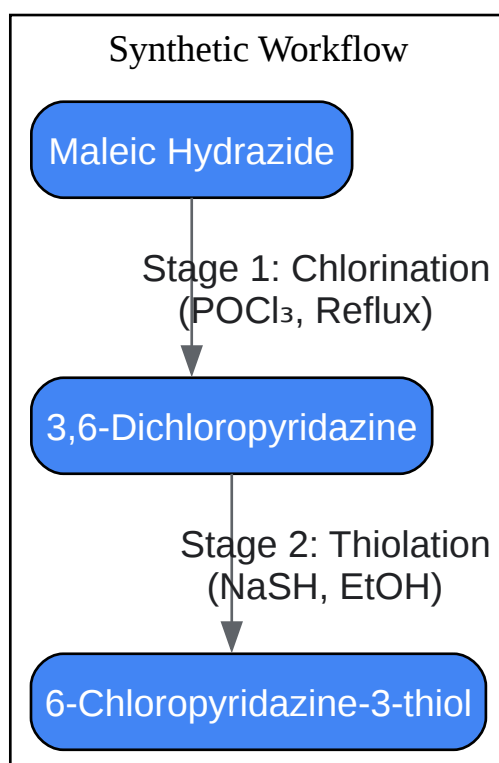 Synthetic Workflow
Maleic Hydrazide
Stage 1: Chlorination
(POCl₃, Reflux)
3,6-Dichloropyridazine
Stage 2: Thiolation
(NaSH, EtOH)
6-Chloropyridazine-3-thiol